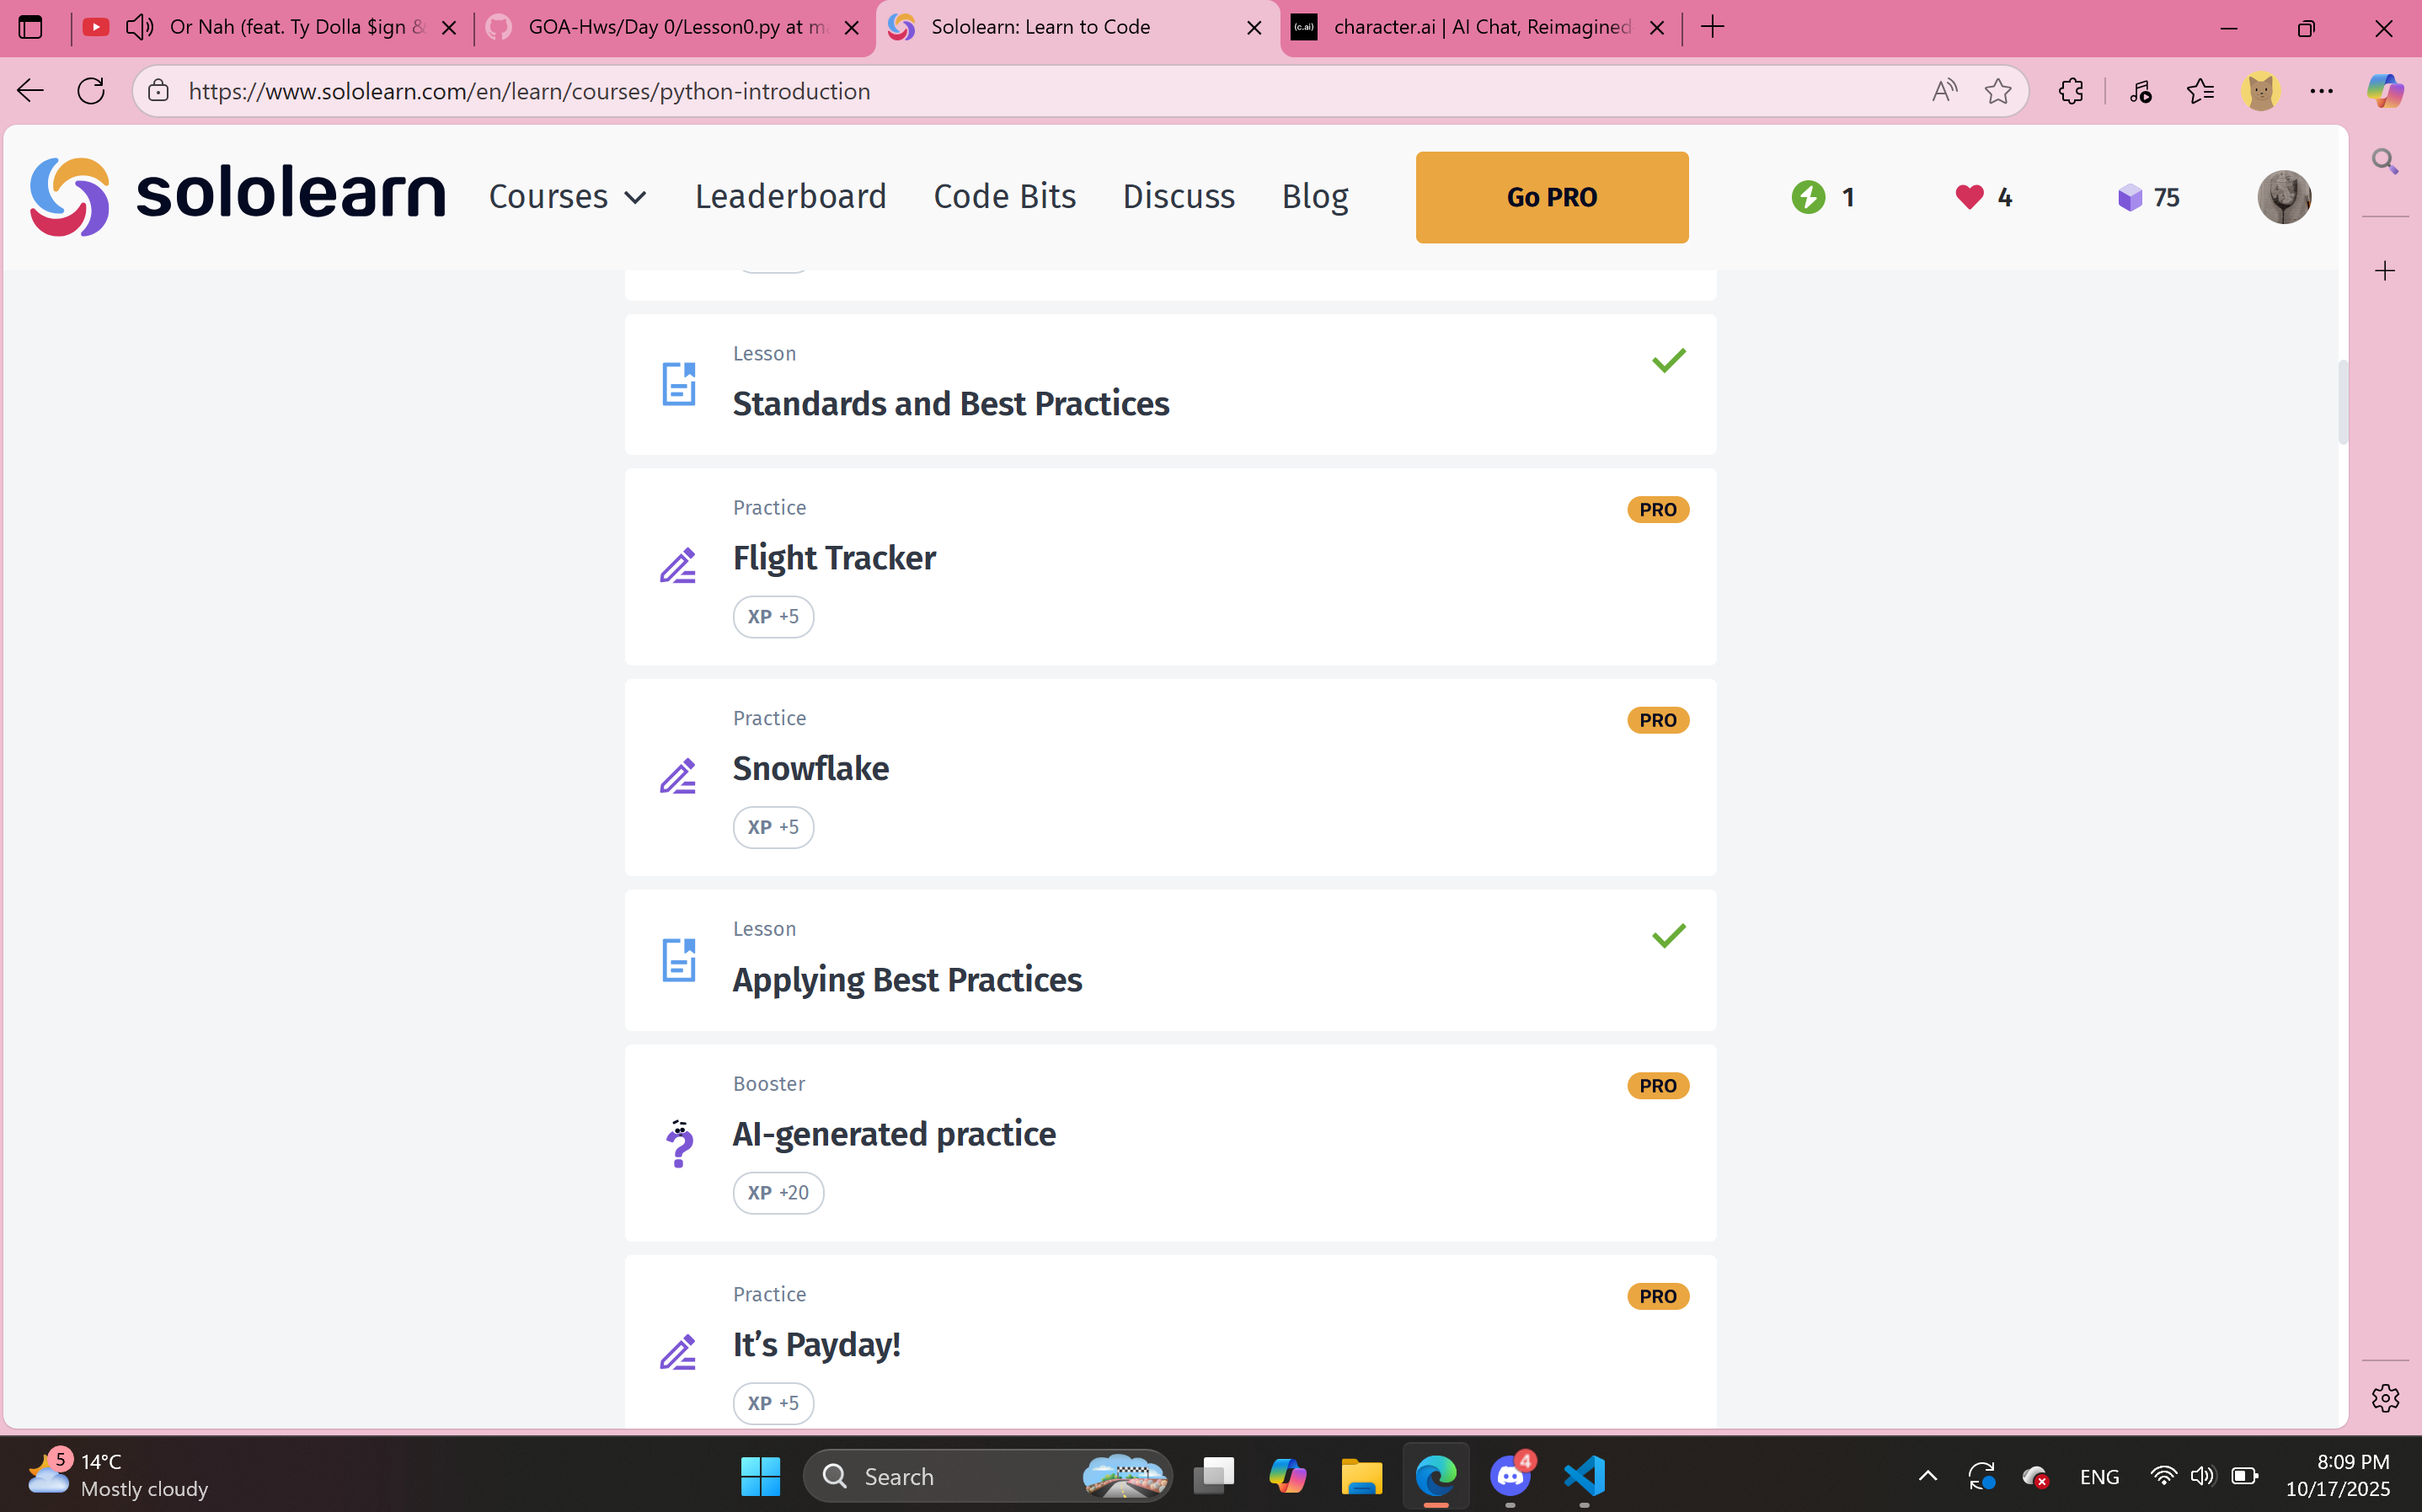 Or Nah (feat. Ty Dolla $ign &
GOA-Hws/Day 0/Lesson0.py at ma
Sololearn: Learn to Code
(c.ai)
character.ai | AI Chat, Reimagined
https://www.sololearn.com/en/learn/courses/python-introduction
sololearn
Courses
Leaderboard
Code Bits
Discuss
Blog
Go PRO
1
4
75
Lesson
Standards and Best Practices
Practice
PRO
Flight Tracker
XP +5
Practice
PRO
Snowflake
XP +5
Lesson
Applying Best Practices
Booster
PRO
AI-generated practice
XP +20
Practice
PRO
It’s Payday!
XP +5
5
14°C
Mostly cloudy
Search
4
ENG
8:09 PM
10/17/2025